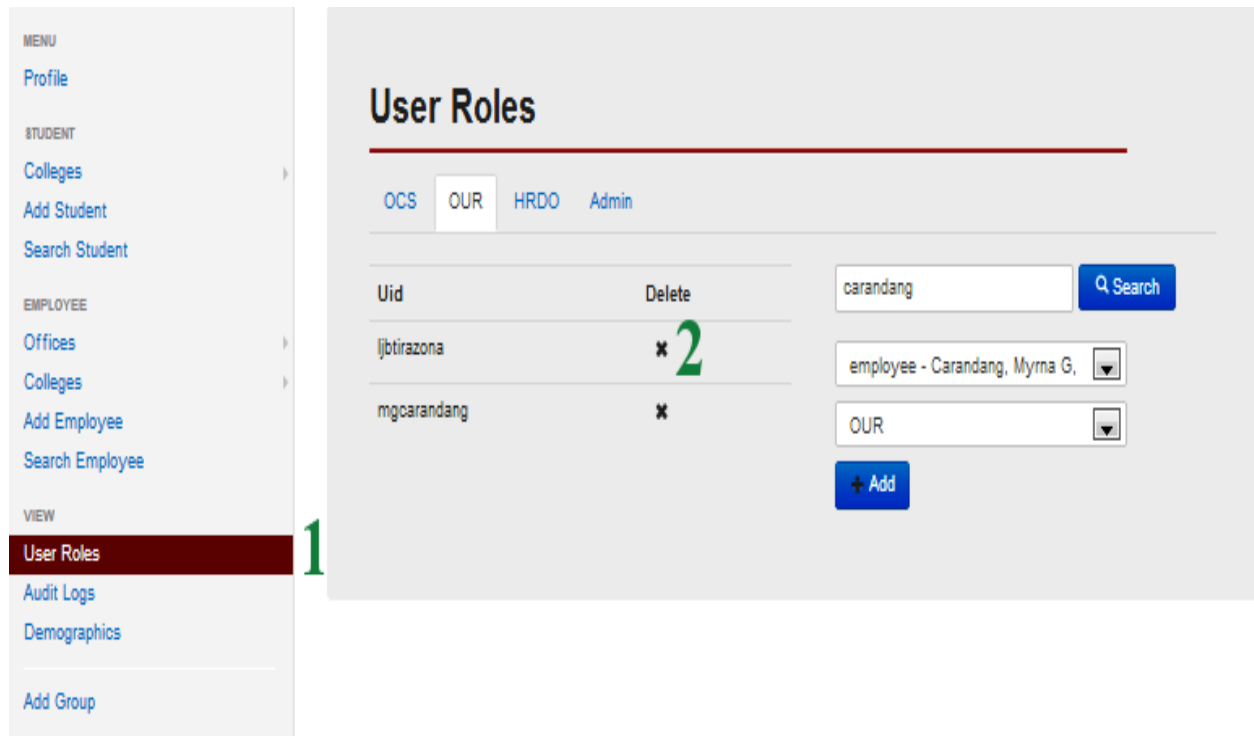 MENU
Profile
STUDENT
Colleges
Add Student
Search Student
EMPLOYEE
Offices
Colleges
Add Employee
Search Employee
VIEW
User Roles
Audit Logs
Demographics
Add Group
1
User Roles
OCS OUR HRDO Admin
Uid Delete
ljbtirazona ✖ 2
mgcarandang ✖
carandang Search
employee - Carandang, Myrna G,
OUR
+ Add